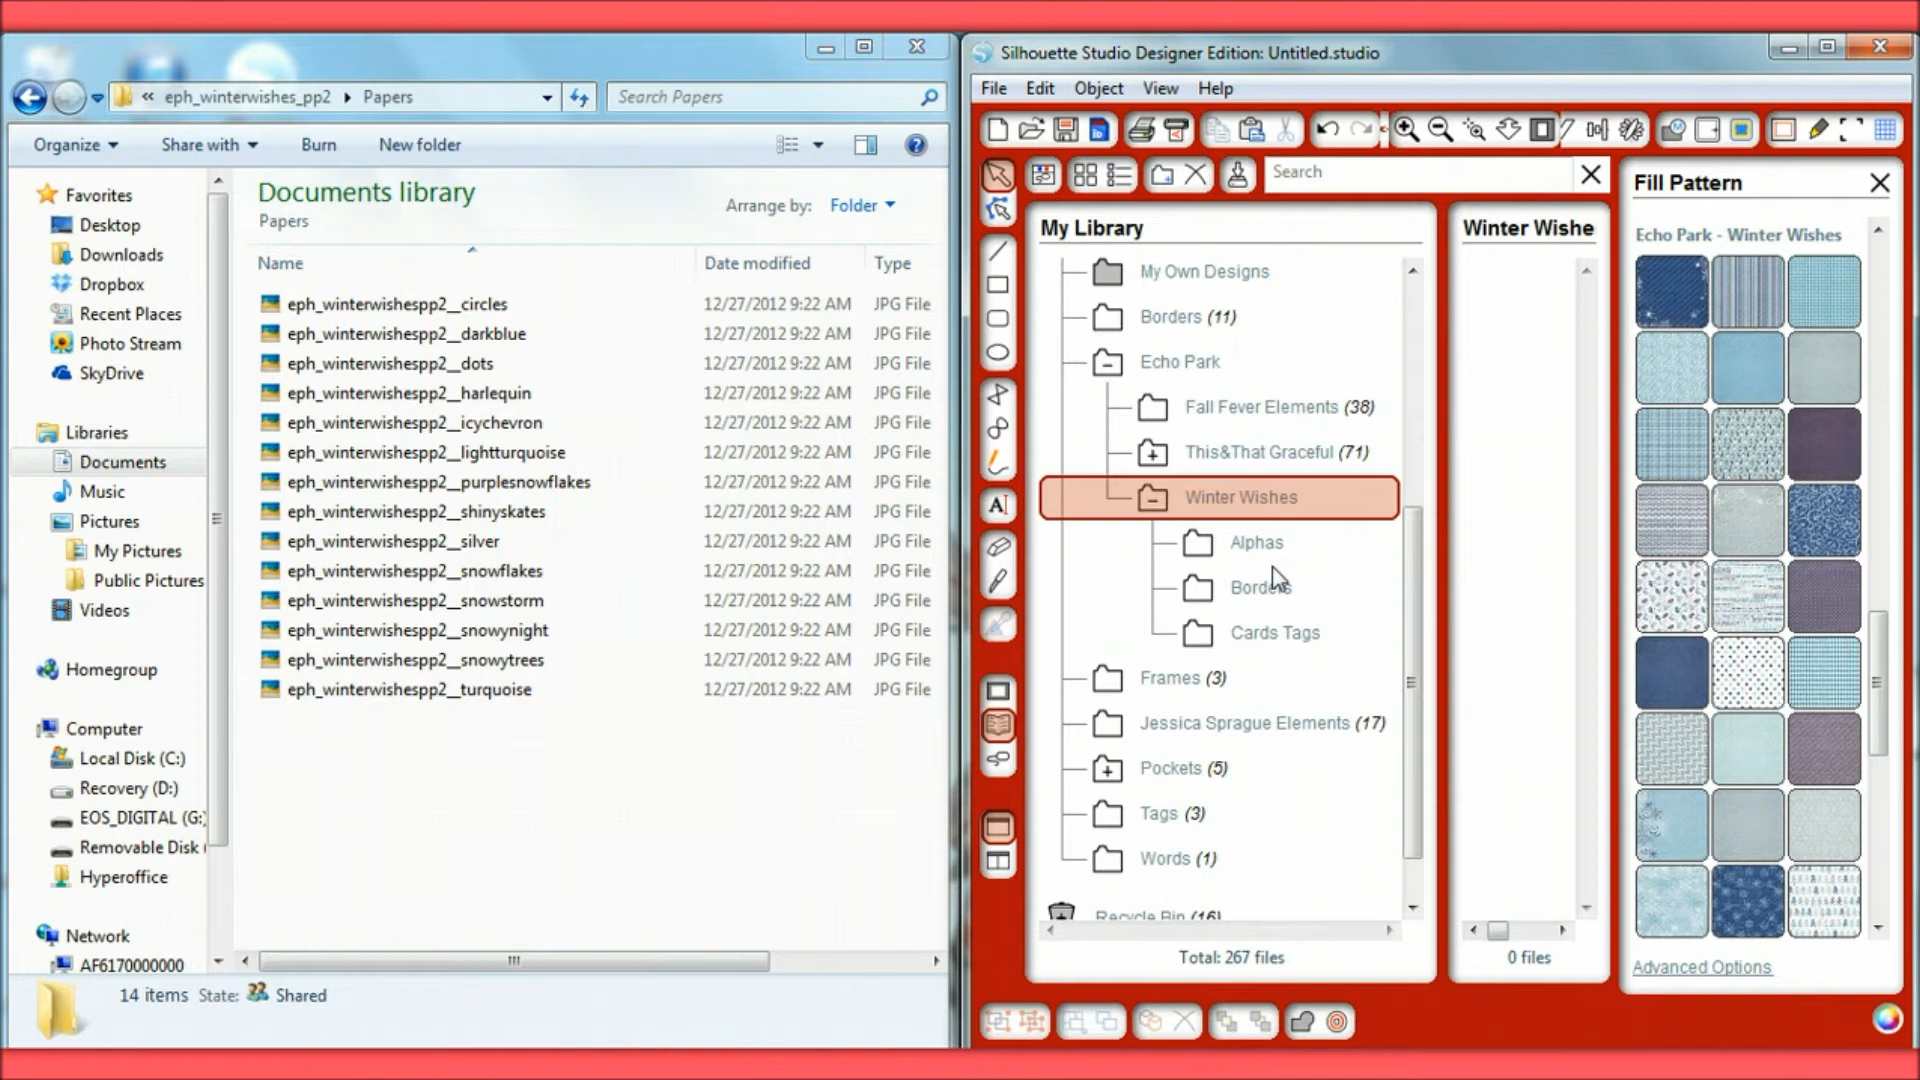 eph_winterwishes_pp2
Papers
Search Papers
Organize
Share with
Burn
New folder
Favorites
Desktop
Downloads
Dropbox
Recent Places
Photo Stream
SkyDrive
Libraries
Documents
Music
Pictures
My Pictures
Public Pictures
Videos
Homegroup
Computer
Local Disk (C:)
Recovery (D:)
EOS_DIGITAL (G:)
Removable Disk
Hyperoffice
Network
AF6170000000
Documents library
Papers
Arrange by: Folder
Name Date modified Type
eph_winterwishespp2__circles 12/27/2012 9:22 AM JPG File
eph_winterwishespp2__darkblue 12/27/2012 9:22 AM JPG File
eph_winterwishespp2__dots 12/27/2012 9:22 AM JPG File
eph_winterwishespp2__harlequin 12/27/2012 9:22 AM JPG File
eph_winterwishespp2__icychevron 12/27/2012 9:22 AM JPG File
eph_winterwishespp2__lightturquoise 12/27/2012 9:22 AM JPG File
eph_winterwishespp2__purplesnowflakes 12/27/2012 9:22 AM JPG File
eph_winterwishespp2__shinyskates 12/27/2012 9:22 AM JPG File
eph_winterwishespp2__silver 12/27/2012 9:22 AM JPG File
eph_winterwishespp2__snowflakes 12/27/2012 9:22 AM JPG File
eph_winterwishespp2__snowstorm 12/27/2012 9:22 AM JPG File
eph_winterwishespp2__snowynight 12/27/2012 9:22 AM JPG File
eph_winterwishespp2__snowytrees 12/27/2012 9:22 AM JPG File
eph_winterwishespp2__turquoise 12/27/2012 9:22 AM JPG File
14 items State: Shared
Silhouette Studio Designer Edition: Untitled.studio
File Edit Object View Help
Search
My Library
My Own Designs
Borders (11)
Echo Park
Fall Fever Elements (38)
This&That Graceful (71)
Winter Wishes
Alphas
Borders
Cards Tags
Frames (3)
Jessica Sprague Elements (17)
Pockets (5)
Tags (3)
Words (1)
Recycle Bin (16)
Total: 267 files
Winter Wishe
0 files
Fill Pattern
Echo Park - Winter Wishes
Advanced Options